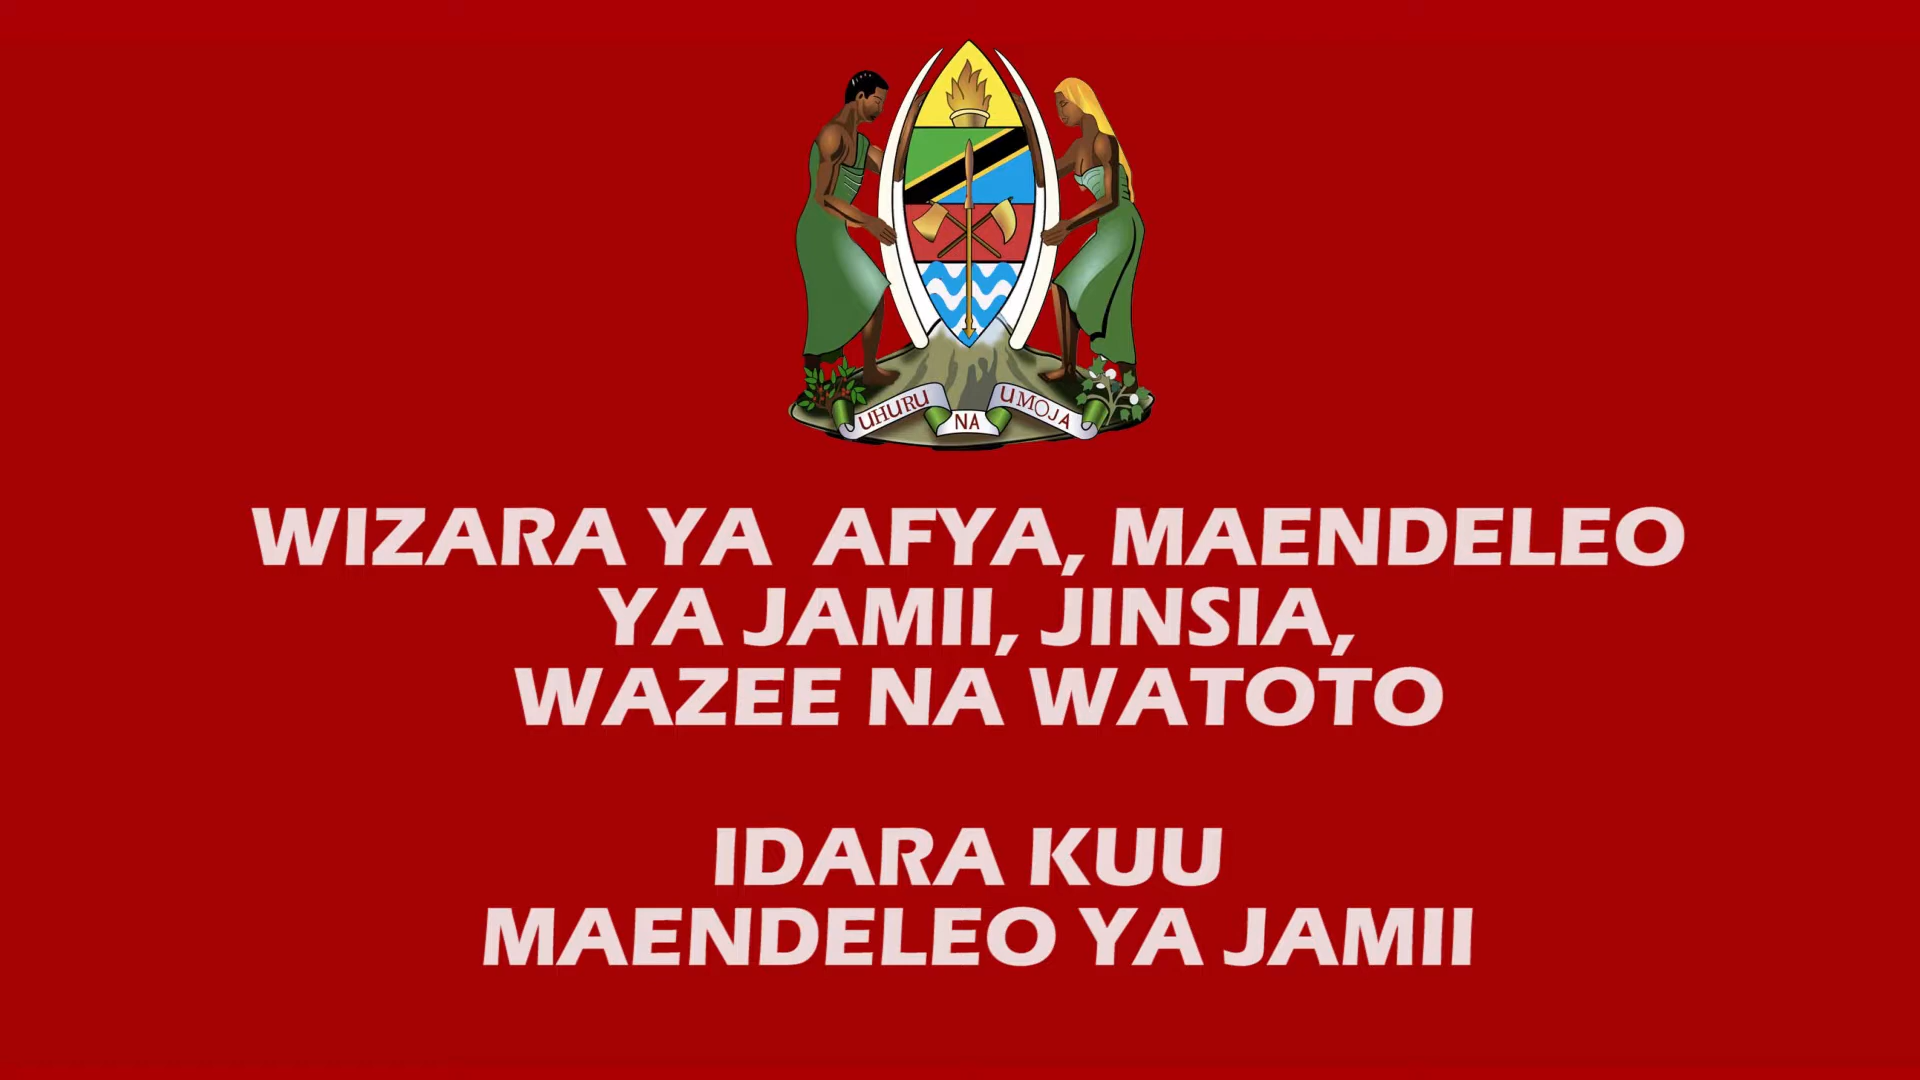 UHURU NA UMOJA
WIZARA YA AFYA, MAENDELEO
YA JAMII, JINSIA,
WAZEE NA WATOTO
IDARA KUU
MAENDELEO YA JAMII